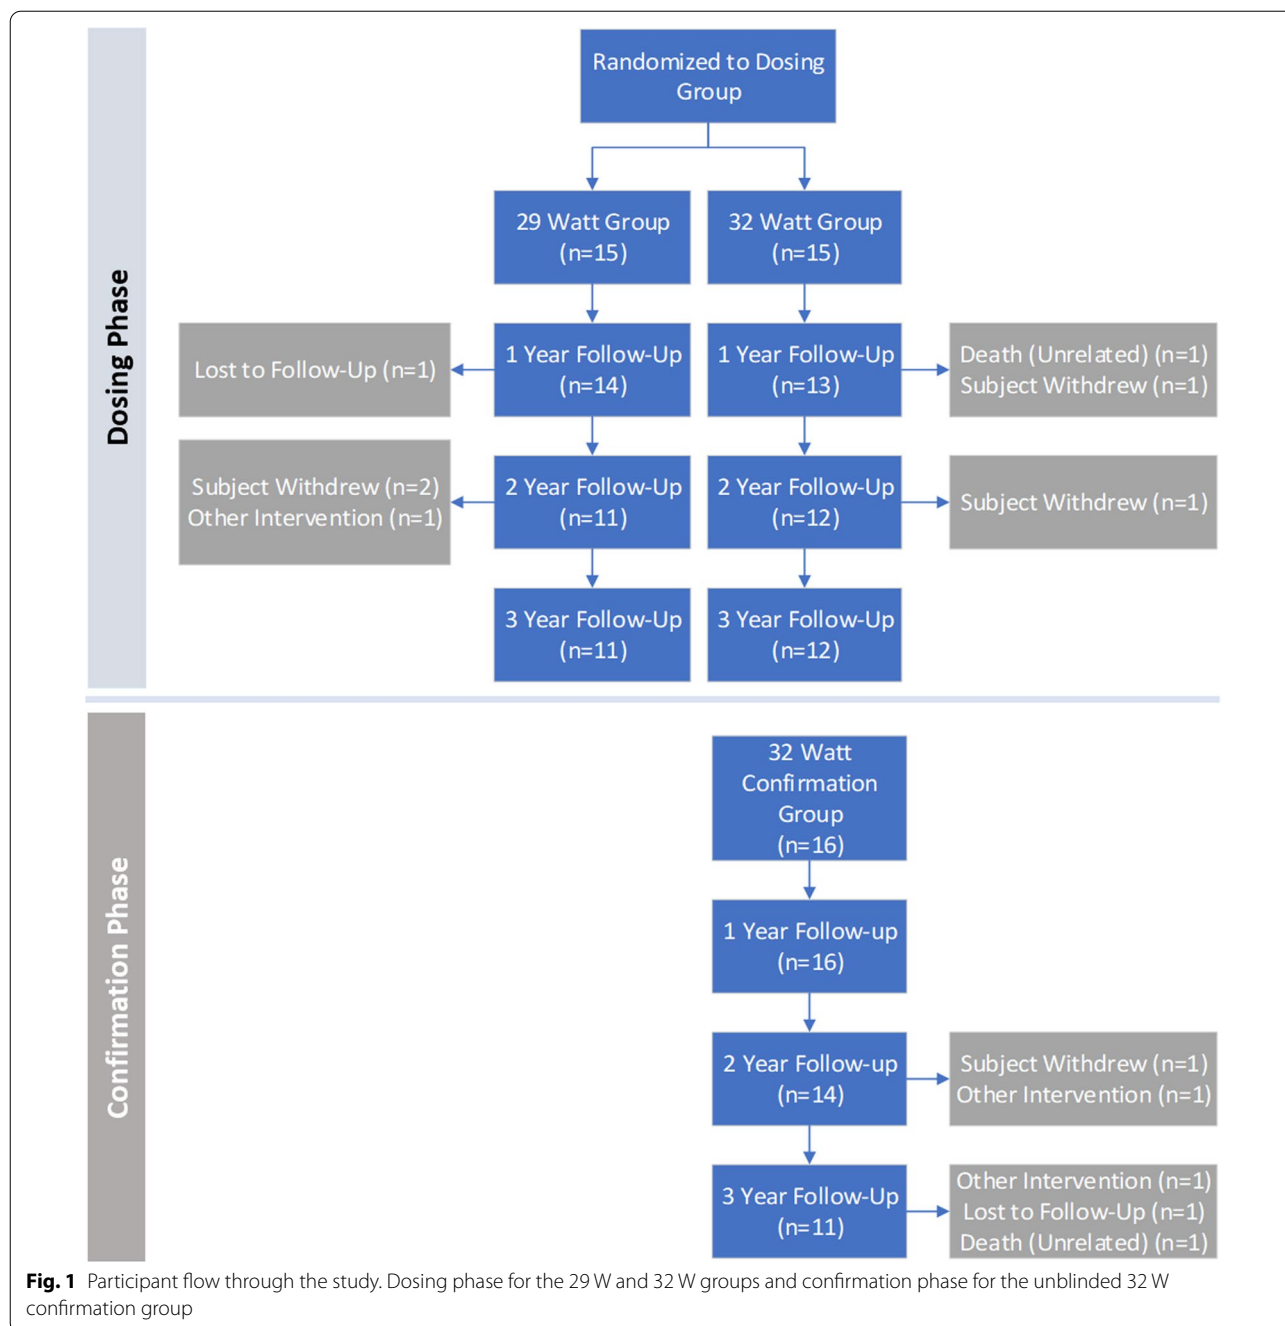 Dosing Phase
Randomized to Dosing
Group
29 Watt Group
(n=15)
32 Watt Group
(n=15)
Lost to Follow-Up (n=1)
1 Year Follow-Up
(n=14)
1 Year Follow-Up
(n=13)
Death (Unrelated) (n=1)
Subject Withdrew (n=1)
Subject Withdrew (n=2)
Other Intervention (n=1)
2 Year Follow-Up
(n=11)
2 Year Follow-Up
(n=12)
Subject Withdrew (n=1)
3 Year Follow-Up
(n=11)
3 Year Follow-Up
(n=12)
Confirmation Phase
32 Watt
Confirmation
Group
(n=16)
1 Year Follow-up
(n=16)
2 Year Follow-up
(n=14)
Subject Withdrew (n=1)
Other Intervention (n=1)
3 Year Follow-Up
(n=11)
Other Intervention (n=1)
Lost to Follow-Up (n=1)
Death (Unrelated) (n=1)
Fig. 1 Participant flow through the study. Dosing phase for the 29 W and 32 W groups and confirmation phase for the unblinded 32 W
confirmation group